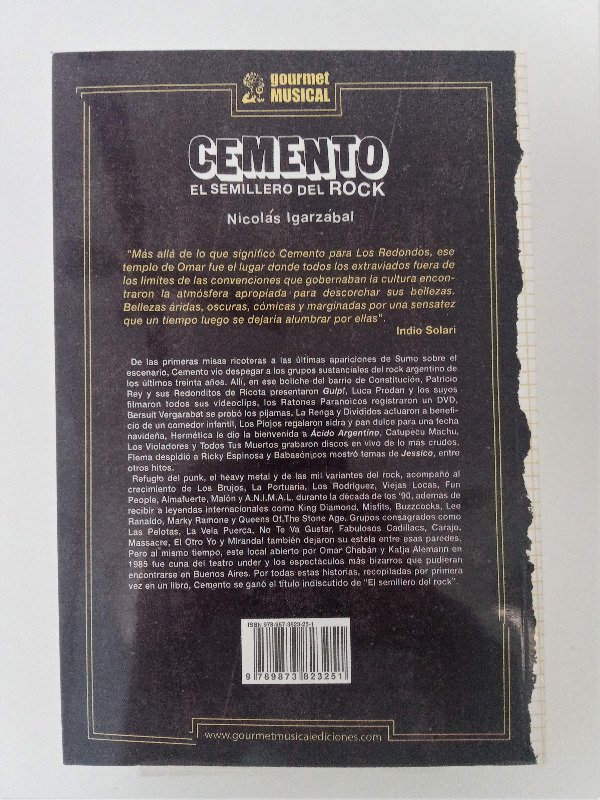 gourmet
MUSICAL
CEMENTO
EL SEMILLERO DEL ROCK
Nicolás Igarzábal
"Más allá de lo que significó Cemento para Los Redondos, ese
templo de Omar fue el lugar donde todos los extraviados fuera de
los límites de las convenciones que gobernaban la cultura encon-
traron la atmósfera apropiada para descorchar sus bellezas.
Bellezas áridas, oscuras, cómicas y marginadas por una sensatez
que un tiempo luego se dejaría alumbrar por ellas".
Indio Solari
De las primeras misas ricoteras a las últimas apariciones de Sumo sobre el
escenario, Cemento vio despegar a los grupos sustanciales del rock argentino de
los últimos treinta años. Allí, en ese boliche del barrio de Constitución, Patricio
Rey y sus Redonditos de Ricota presentaron Gulp!, Luca Prodan y los suyos
filmaron todos sus videoclips, los Ratones Paranoicos registraron un DVD,
Bersuit Vergarabat se probó los pijamas, La Renga y Divididos actuaron a benefi-
cio de un comedor infantil, Los Piojos regalaron sidra y pan dulce para una fecha
navideña, Hermética le dio la bienvenida a Ácido Argentino. Catupecu Machu,
Los Violadores y Todos Tus Muertos grabaron discos en vivo de lo más crudos.
Flema despidió a Ricky Espinosa y Babasónicos mostró temas de Jessico, entre
otros hitos.
Refugio del punk, el heavy metal y de las mil variantes del rock, acompañó al
crecimiento de Los Brujos, La Portuaria, Los Rodríguez, Viejas Locas, Fun
People, Almafuerte, Malón y A.N.I.M.A.L. durante la década de los '90, además de
recibir a leyendas internacionales como King Diamond, Misfits, Buzzcocks, Lee
Ranaldo, Marky Ramone y Queens Of The Stone Age. Grupos consagrados como
Las Pelotas, La Vela Puerca, No Te Va Gustar, Fabulosos Cadillacs, Carajo,
Massacre, El Otro Yo y Miranda! también dejaron su estela entre esas paredes.
Pero al mismo tiempo, este local abierto por Omar Chabán y Katja Alemann en
1985 fue cuna del teatro under y los espectáculos más bizarros que pudieran
encontrarse en Buenos Aires. Por todas estas historias, recopiladas por primera
vez en un libro, Cemento se ganó el título indiscutido de "El semillero del rock".
ISBN 978-987-3823-25-1
9 789873 823251
www.gourmetmusicalediciones.com